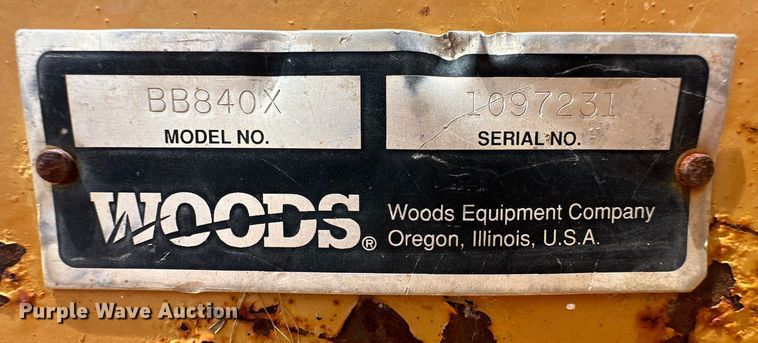 BB840X 1097231
MODEL NO. SERIAL NO.
WOODS® Woods Equipment Company
Oregon, Illinois, U.S.A.
Purple Wave Auction